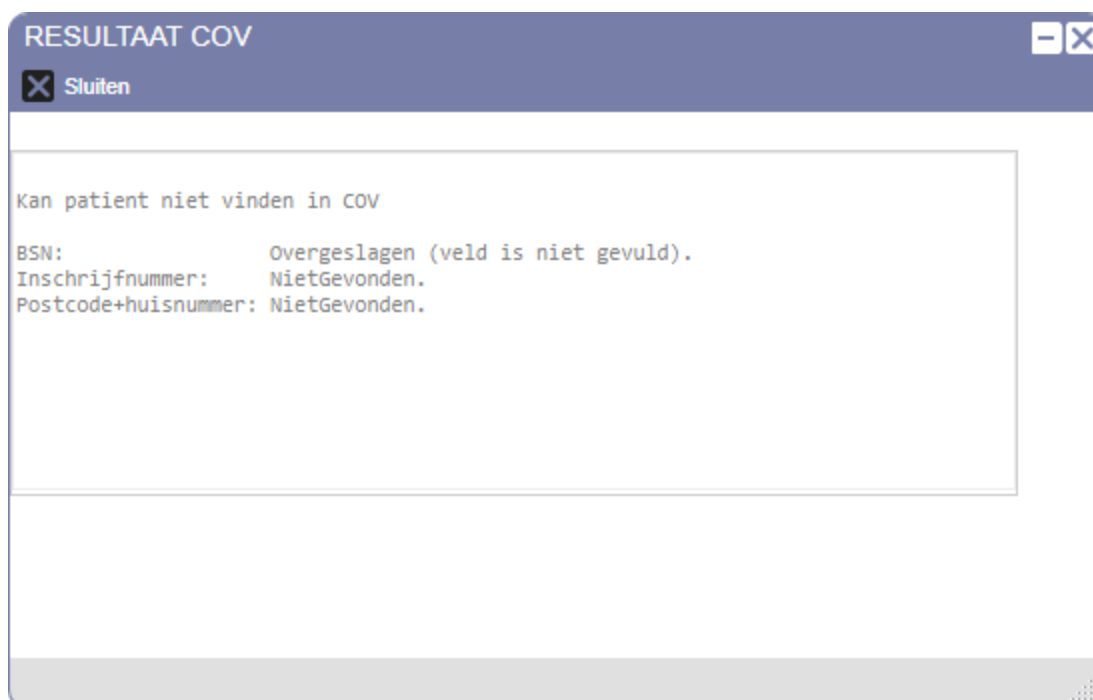 RESULTAAT COV
Sluiten
Kan patient niet vinden in COV
BSN: Overgeslagen (veld is niet gevuld).
Inschrijfnummer: NietGevonden.
Postcode+huisnummer: NietGevonden.